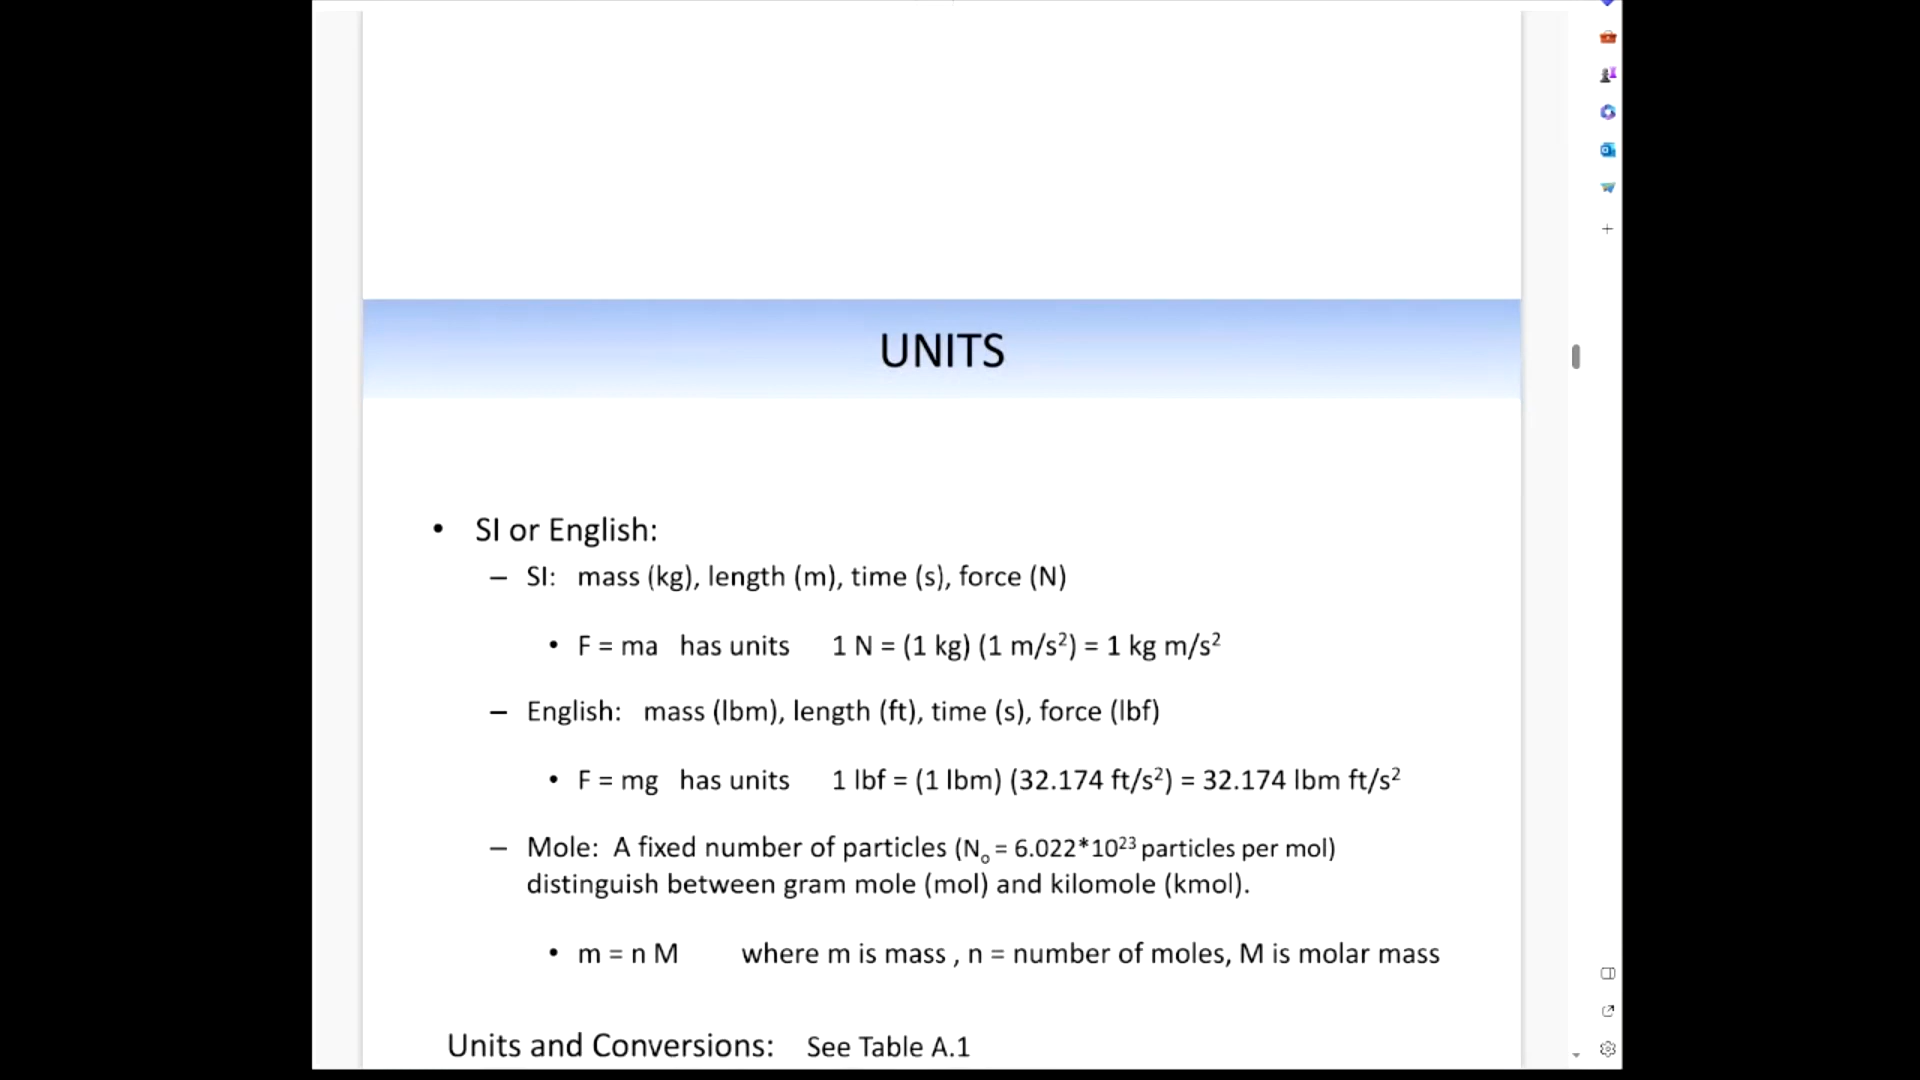 UNITS
• SI or English:
– SI: mass (kg), length (m), time (s), force (N)
• F = ma has units 1 N = (1 kg) (1 m/s²) = 1 kg m/s²
– English: mass (lbm), length (ft), time (s), force (lbf)
• F = mg has units 1 lbf = (1 lbm) (32.174 ft/s²) = 32.174 lbm ft/s²
– Mole: A fixed number of particles (Nₒ = 6.022*10²³ particles per mol)
distinguish between gram mole (mol) and kilomole (kmol).
• m = n M where m is mass , n = number of moles, M is molar mass
Units and Conversions: See Table A.1